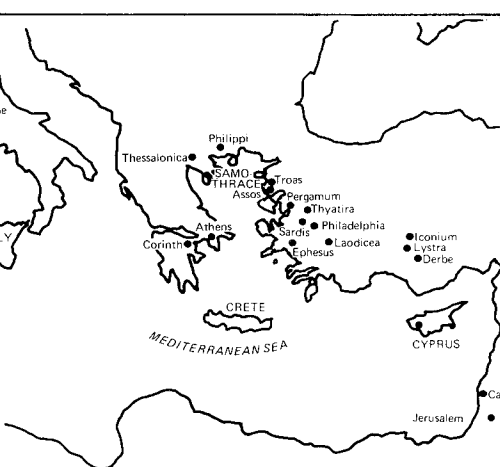 Philippi
Thessalonica
SAMO-
THRACE
Troas
Assos
Pergamum
Thyatira
Sardis
Philadelphia
Athens
Corinth
Laodicea
Ephesus
Iconium
Lystra
Derbe
CRETE
MEDITERRANEAN SEA
CYPRUS
Jerusalem